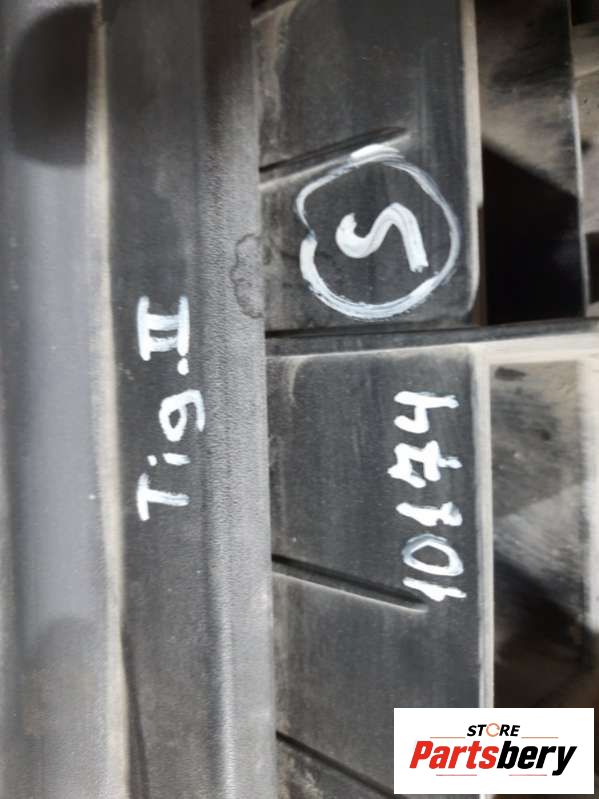 Tig. II
S
10174
STORE
Partsbery